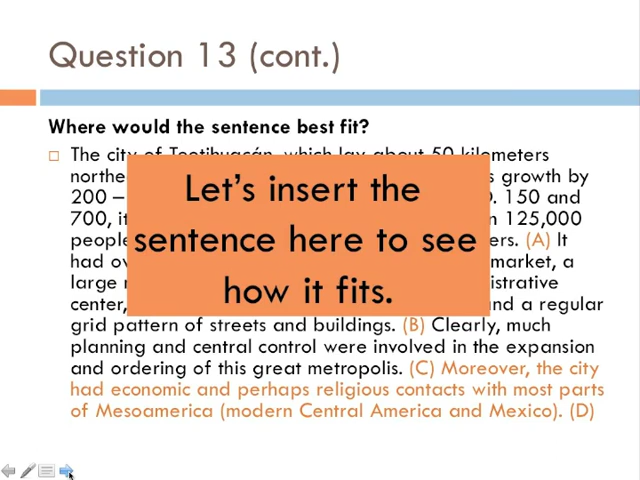 Question 13 (cont.)
Where would the sentence best fit?
The city of Teotihuacán, which lay about 50 kilometers
northe s growth by
200 – D. 150 and
700, it n 125,000
people ers. (A) It
had ov market, a
large istrative
center, and a regular
grid pattern of streets and buildings. (B) Clearly, much
planning and central control were involved in the expansion
and ordering of this great metropolis. (C) Moreover, the city
had economic and perhaps religious contacts with most parts
of Mesoamerica (modern Central America and Mexico). (D)
Let's insert the
sentence here to see
how it fits.